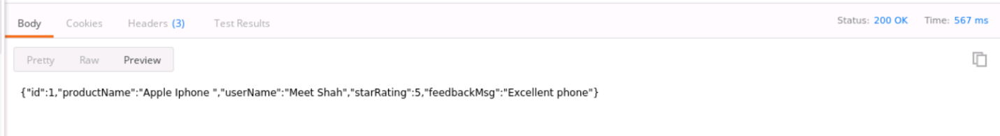 Body Cookies Headers (3) Test Results Status: 200 OK Time: 567 ms
Pretty Raw Preview
{"id":1,"productName":"Apple Iphone ","userName":"Meet Shah","starRating":5,"feedbackMsg":"Excellent phone"}